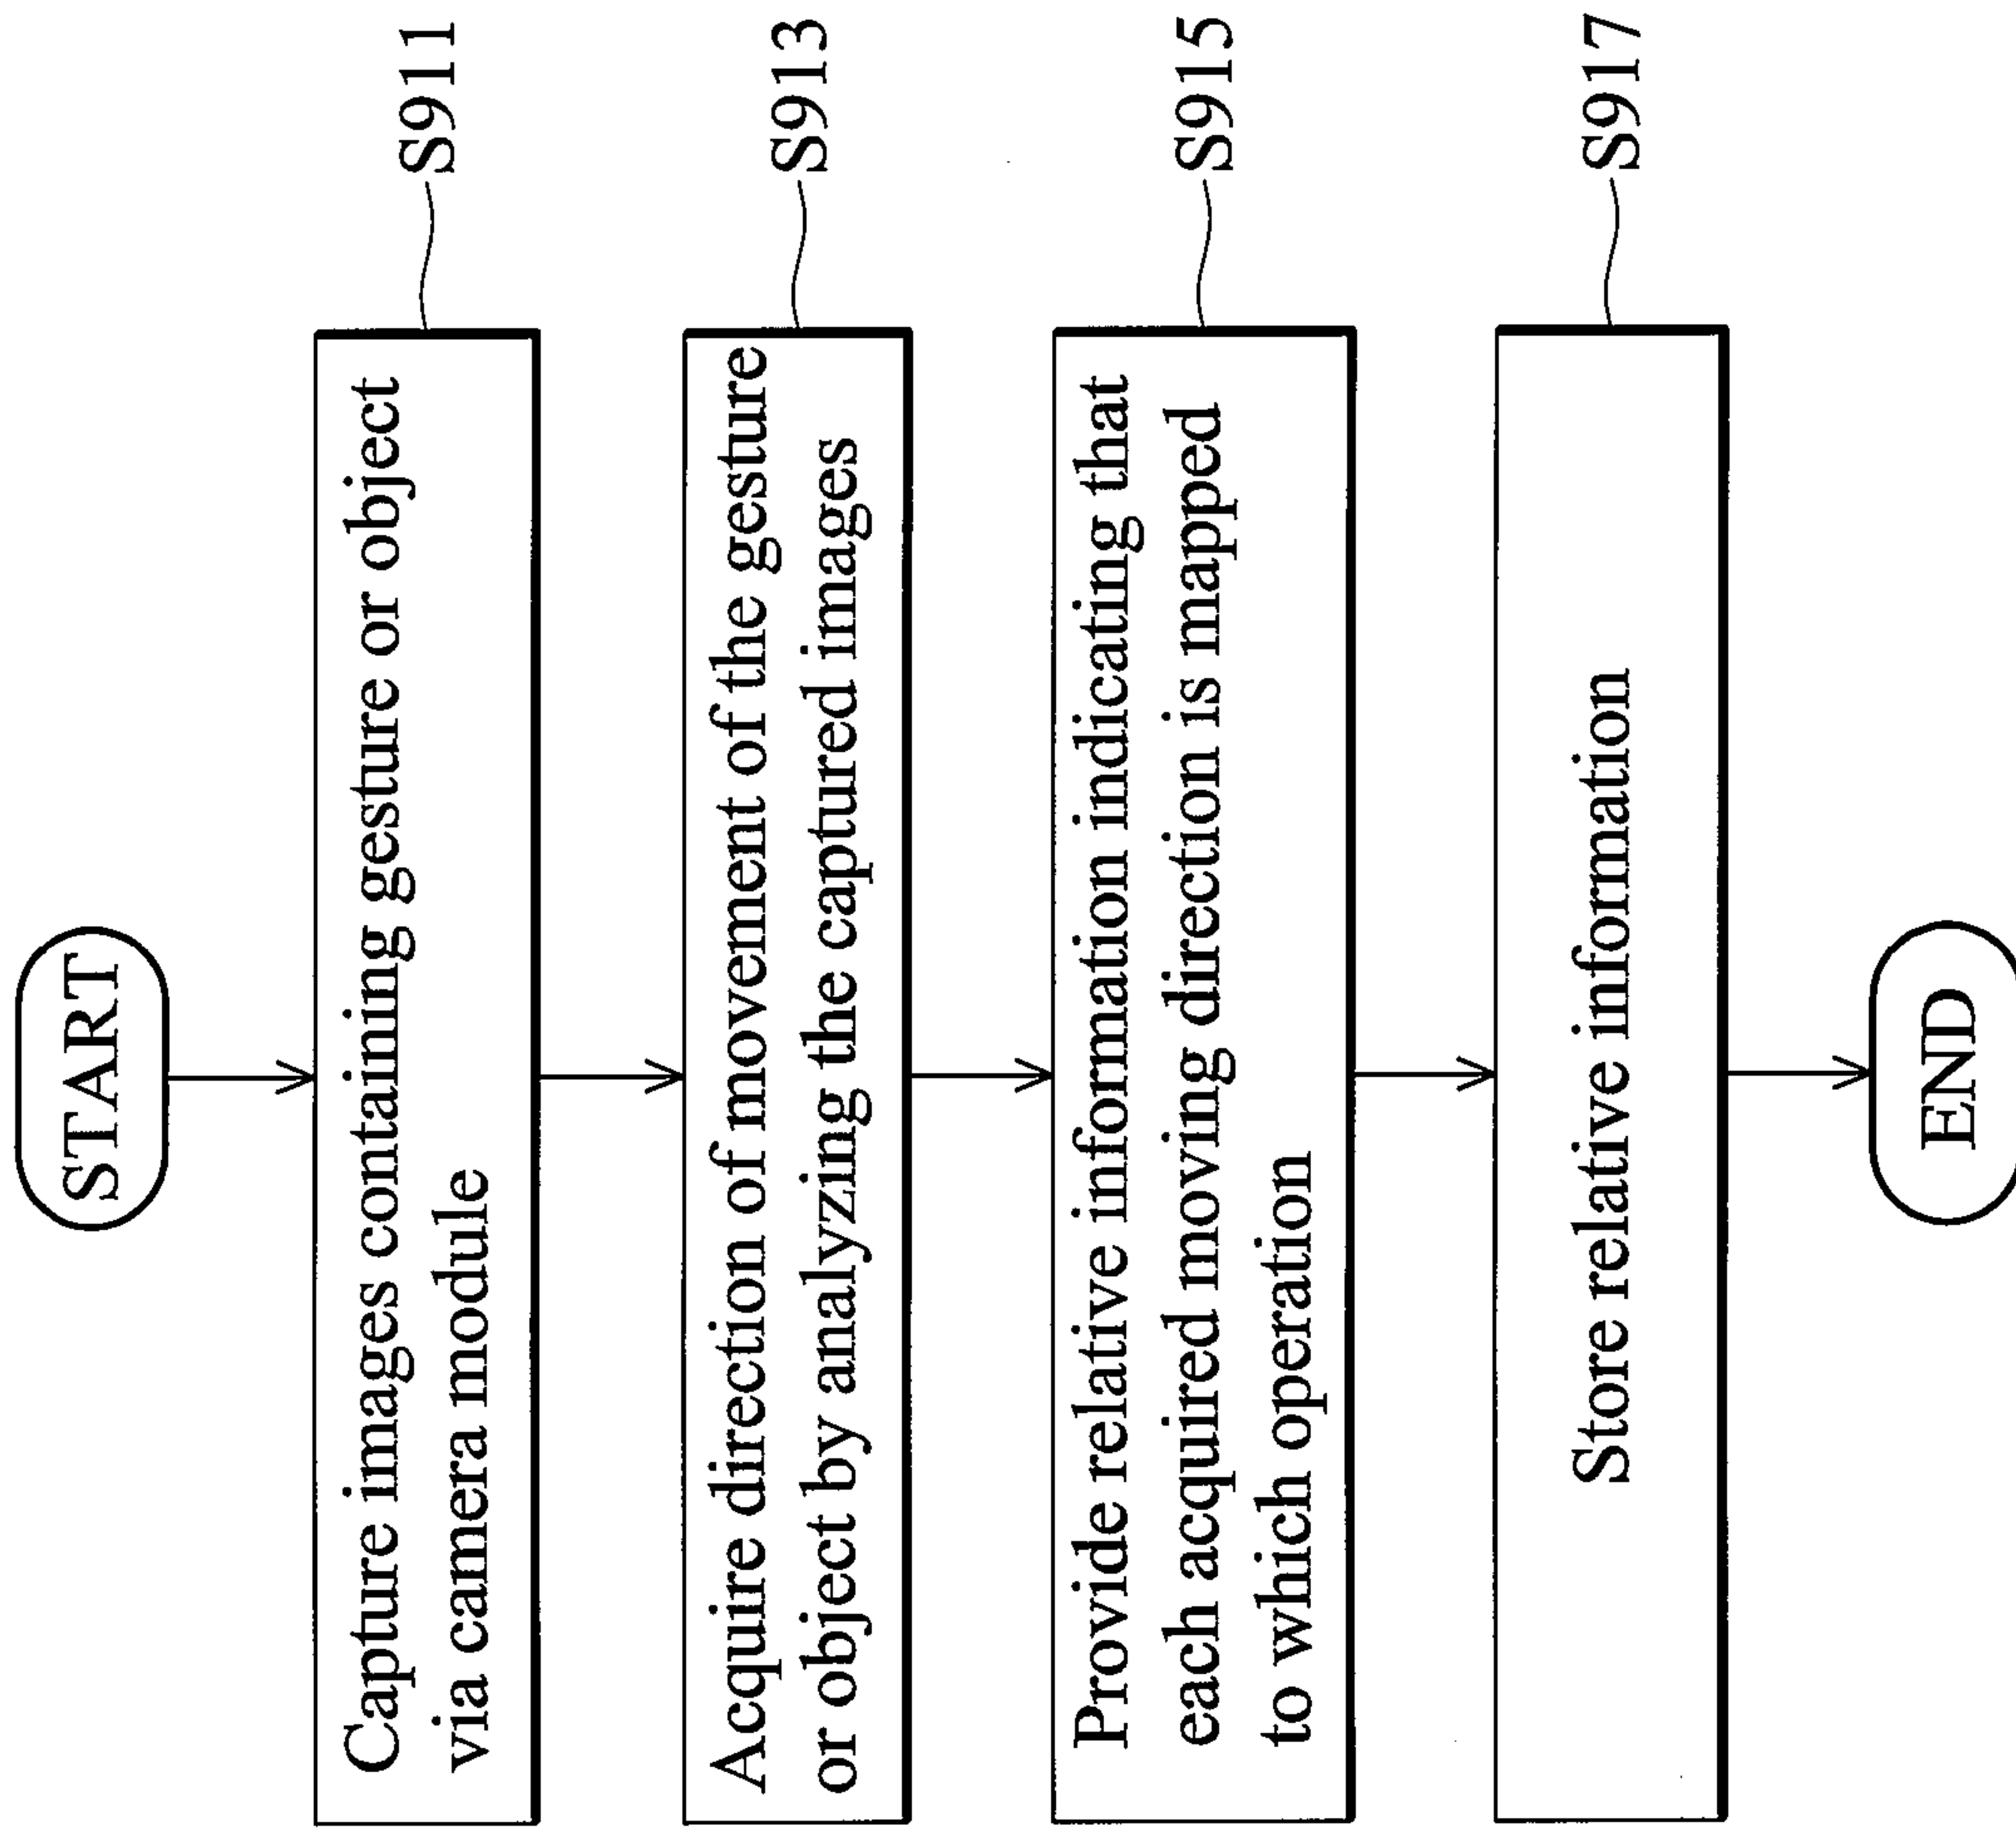 START
Capture images containing gesture or object
via camera module
S911
Acquire direction of movement of the gesture
or object by analyzing the captured images
S913
Provide relative information indicating that
each acquired moving direction is mapped
to which operation
S915
Store relative information
S917
END